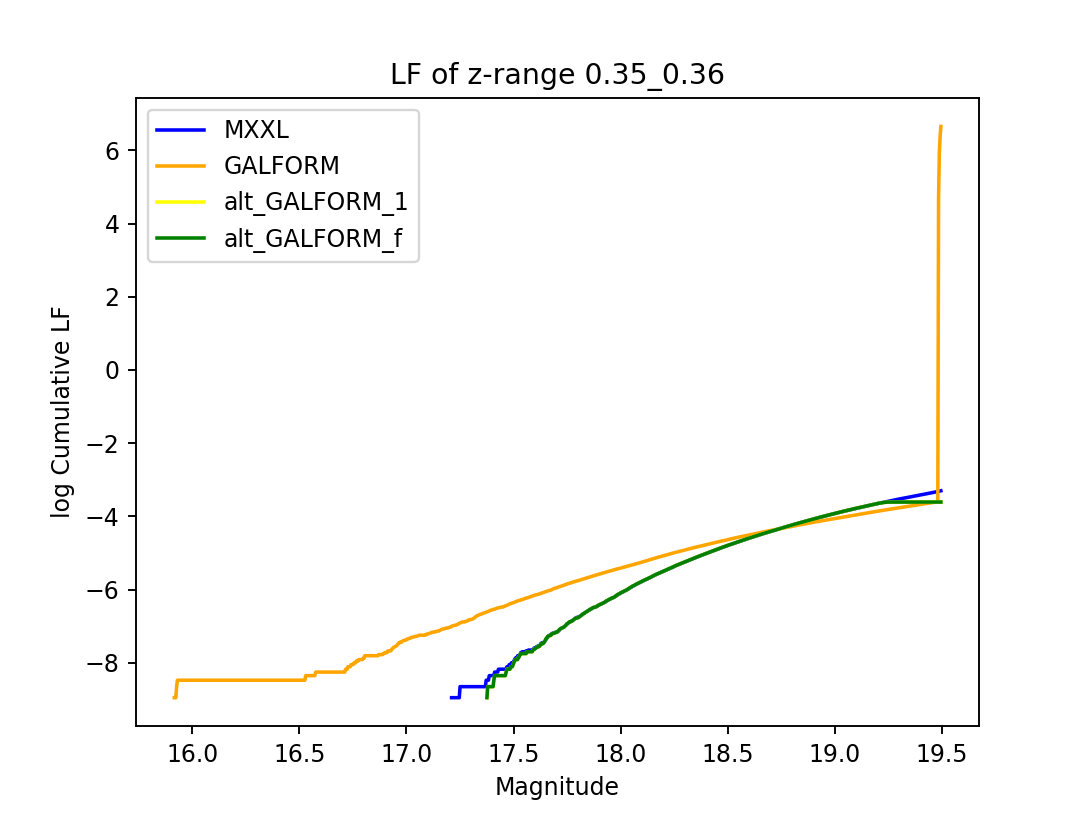 LF of z-range 0.35_0.36
MXXL
GALFORM
alt_GALFORM_1
alt_GALFORM_f
log Cumulative LF
6
4
2
0
−2
−4
−6
−8
16.0 16.5 17.0 17.5 18.0 18.5 19.0 19.5
Magnitude